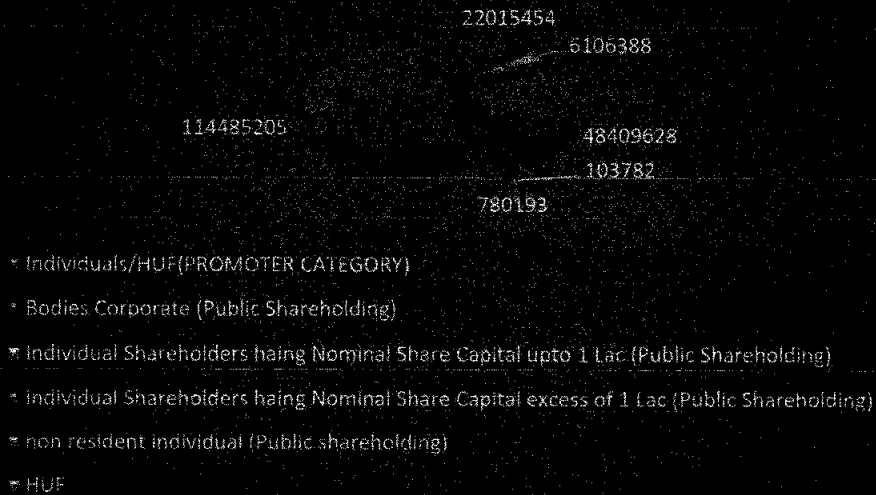 22015454
6106388
114485205
48409628
103782
780193
Individuals/HUF(PROMOTER CATEGORY)
Bodies Corporate (Public Shareholding)
Individual Shareholders haing Nominal Share Capital upto 1 Lac (Public Shareholding)
Individual Shareholders haing Nominal Share Capital excess of 1 Lac (Public Shareholding)
non resident individual (Public shareholding)
HUF